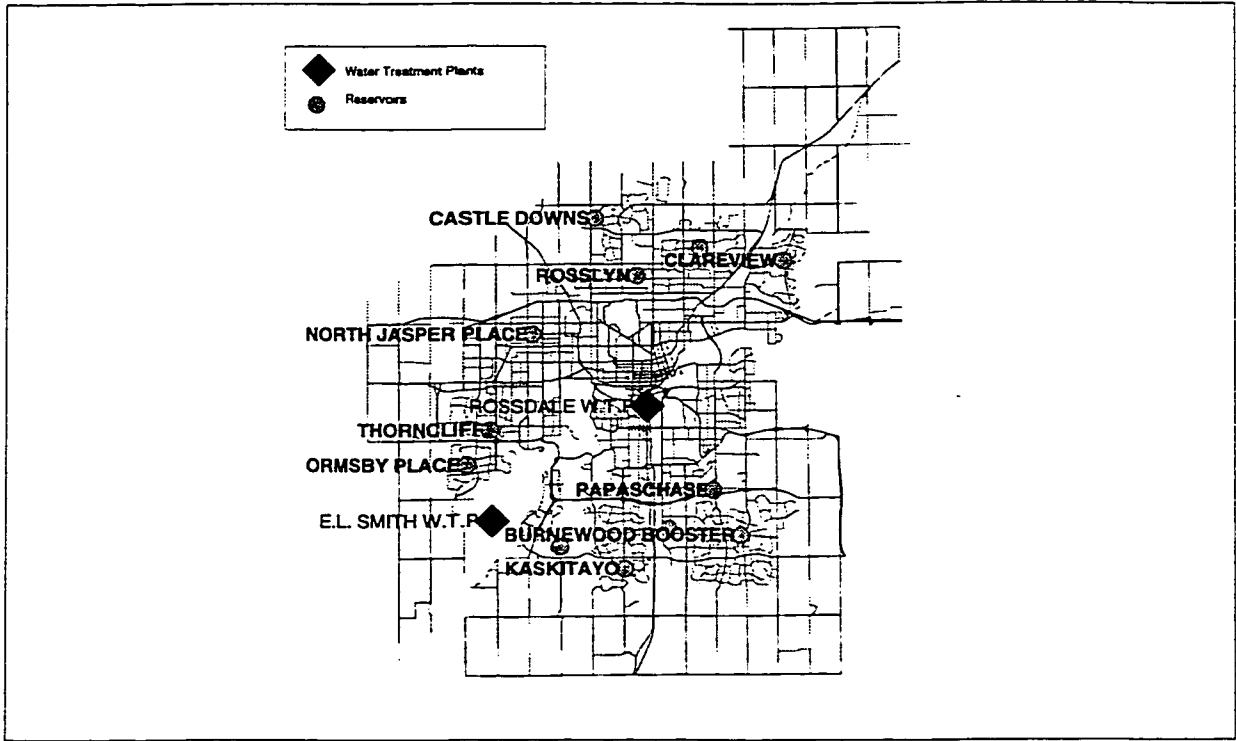 Water Treatment Plants
Reservoirs
CASTLE DOWNS
CLAREVIEW
ROSSLYN
NORTH JASPER PLACE
ROSSDALE W.T.P
THORNCLIFF
ORMSBY PLACE
PAPASCHASE
E.L. SMITH W.T.P
BURNEWOOD BOOSTER
KASKITAYO